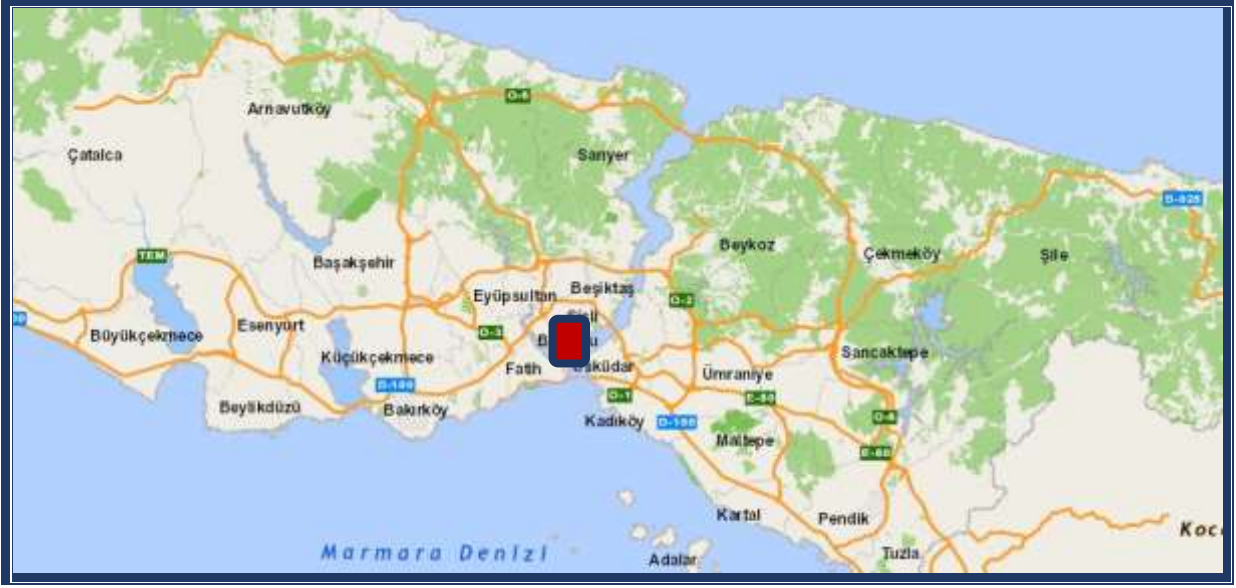 O-6
Arnavutköy
Çatalca
Sarıyer
D-020
Beykoz
Çekmeköy
Şile
TEM
Başakşehir
Eyüpsultan
Beşiktaş
O-2
Esenyurt
O-3
Büyükçekmece
Küçükçekmece
Sancaktepe
Fatih
Ümraniye
D-100
O-1
E-80
Beylikdüzü
Bakırköy
Kadıköy
D-100
O-4
Maltepe
E-80
Kartal
Pendik
Marmara Denizi
Adalar
Tuzla